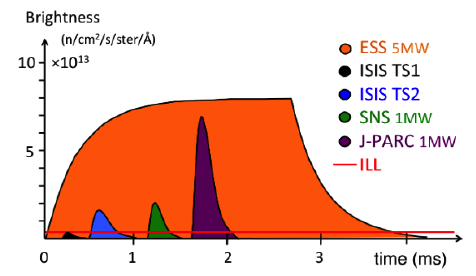 Brightness
(n/cm²/s/ster/Å)
10 ×10¹³
5
0 1 2 3 time (ms)
ESS 5MW
ISIS TS1
ISIS TS2
SNS 1MW
J-PARC 1MW
ILL